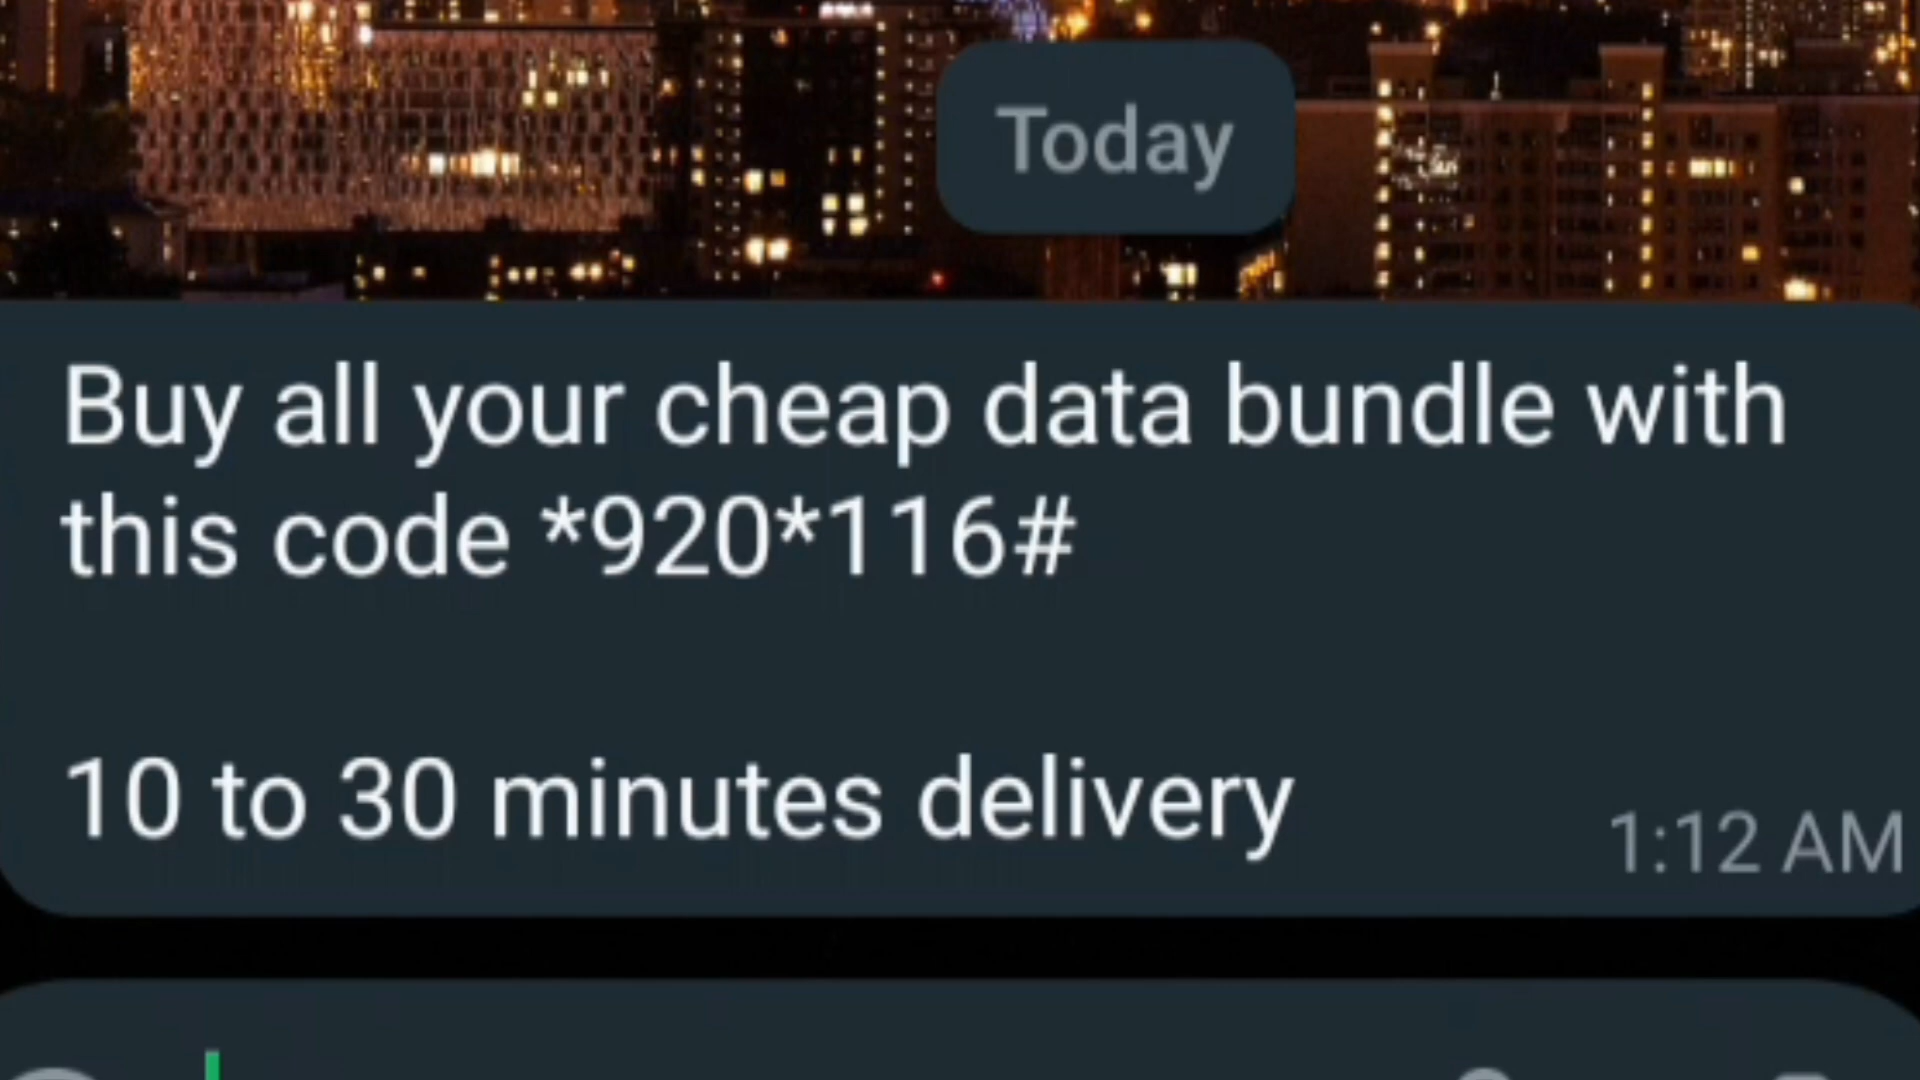 Today
Buy all your cheap data bundle with
this code *920*116#
10 to 30 minutes delivery
1:12 AM